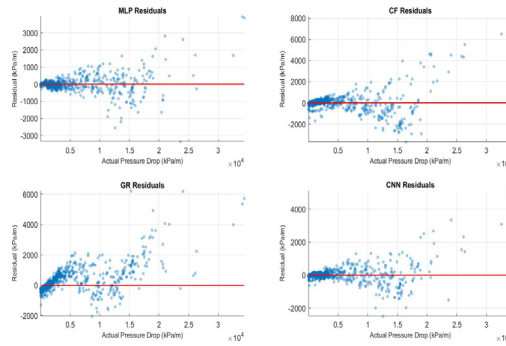 MLP Residuals
3000
2000
1000
0
-1000
-2000
-3000
Residual (kPa/m)
0.5 1 1.5 2 2.5 3
Actual Pressure Drop (kPa/m)
×10⁴
CF Residuals
8000
6000
4000
2000
0
-2000
Residual (kPa/m)
0.5 1 1.5 2 2.5 3
Actual Pressure Drop (kPa/m)
GR Residuals
6000
4000
2000
0
-2000
Residual (kPa/m)
0.5 1 1.5 2 2.5 3
Actual Pressure Drop (kPa/m)
×10⁴
CNN Residuals
4000
2000
0
-2000
Residual (kPa/m)
0.5 1 1.5 2 2.5 3
Actual Pressure Drop (kPa/m)